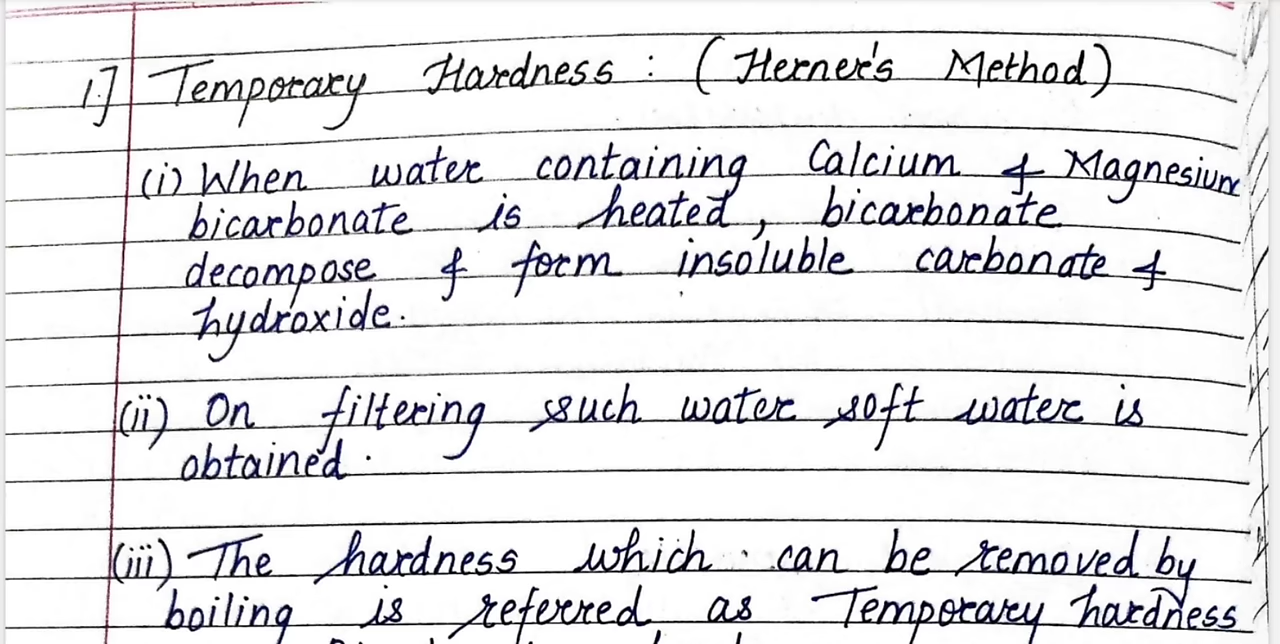 1.] Temporary Hardness : (Herner's Method)
(i) When water containing Calcium & Magnesium
bicarbonate is heated, bicarbonate
decompose & form insoluble carbonate &
hydroxide.
(ii) On filtering such water soft water is
obtained.
(iii) The hardness which can be removed by
boiling is referred as Temporary hardness